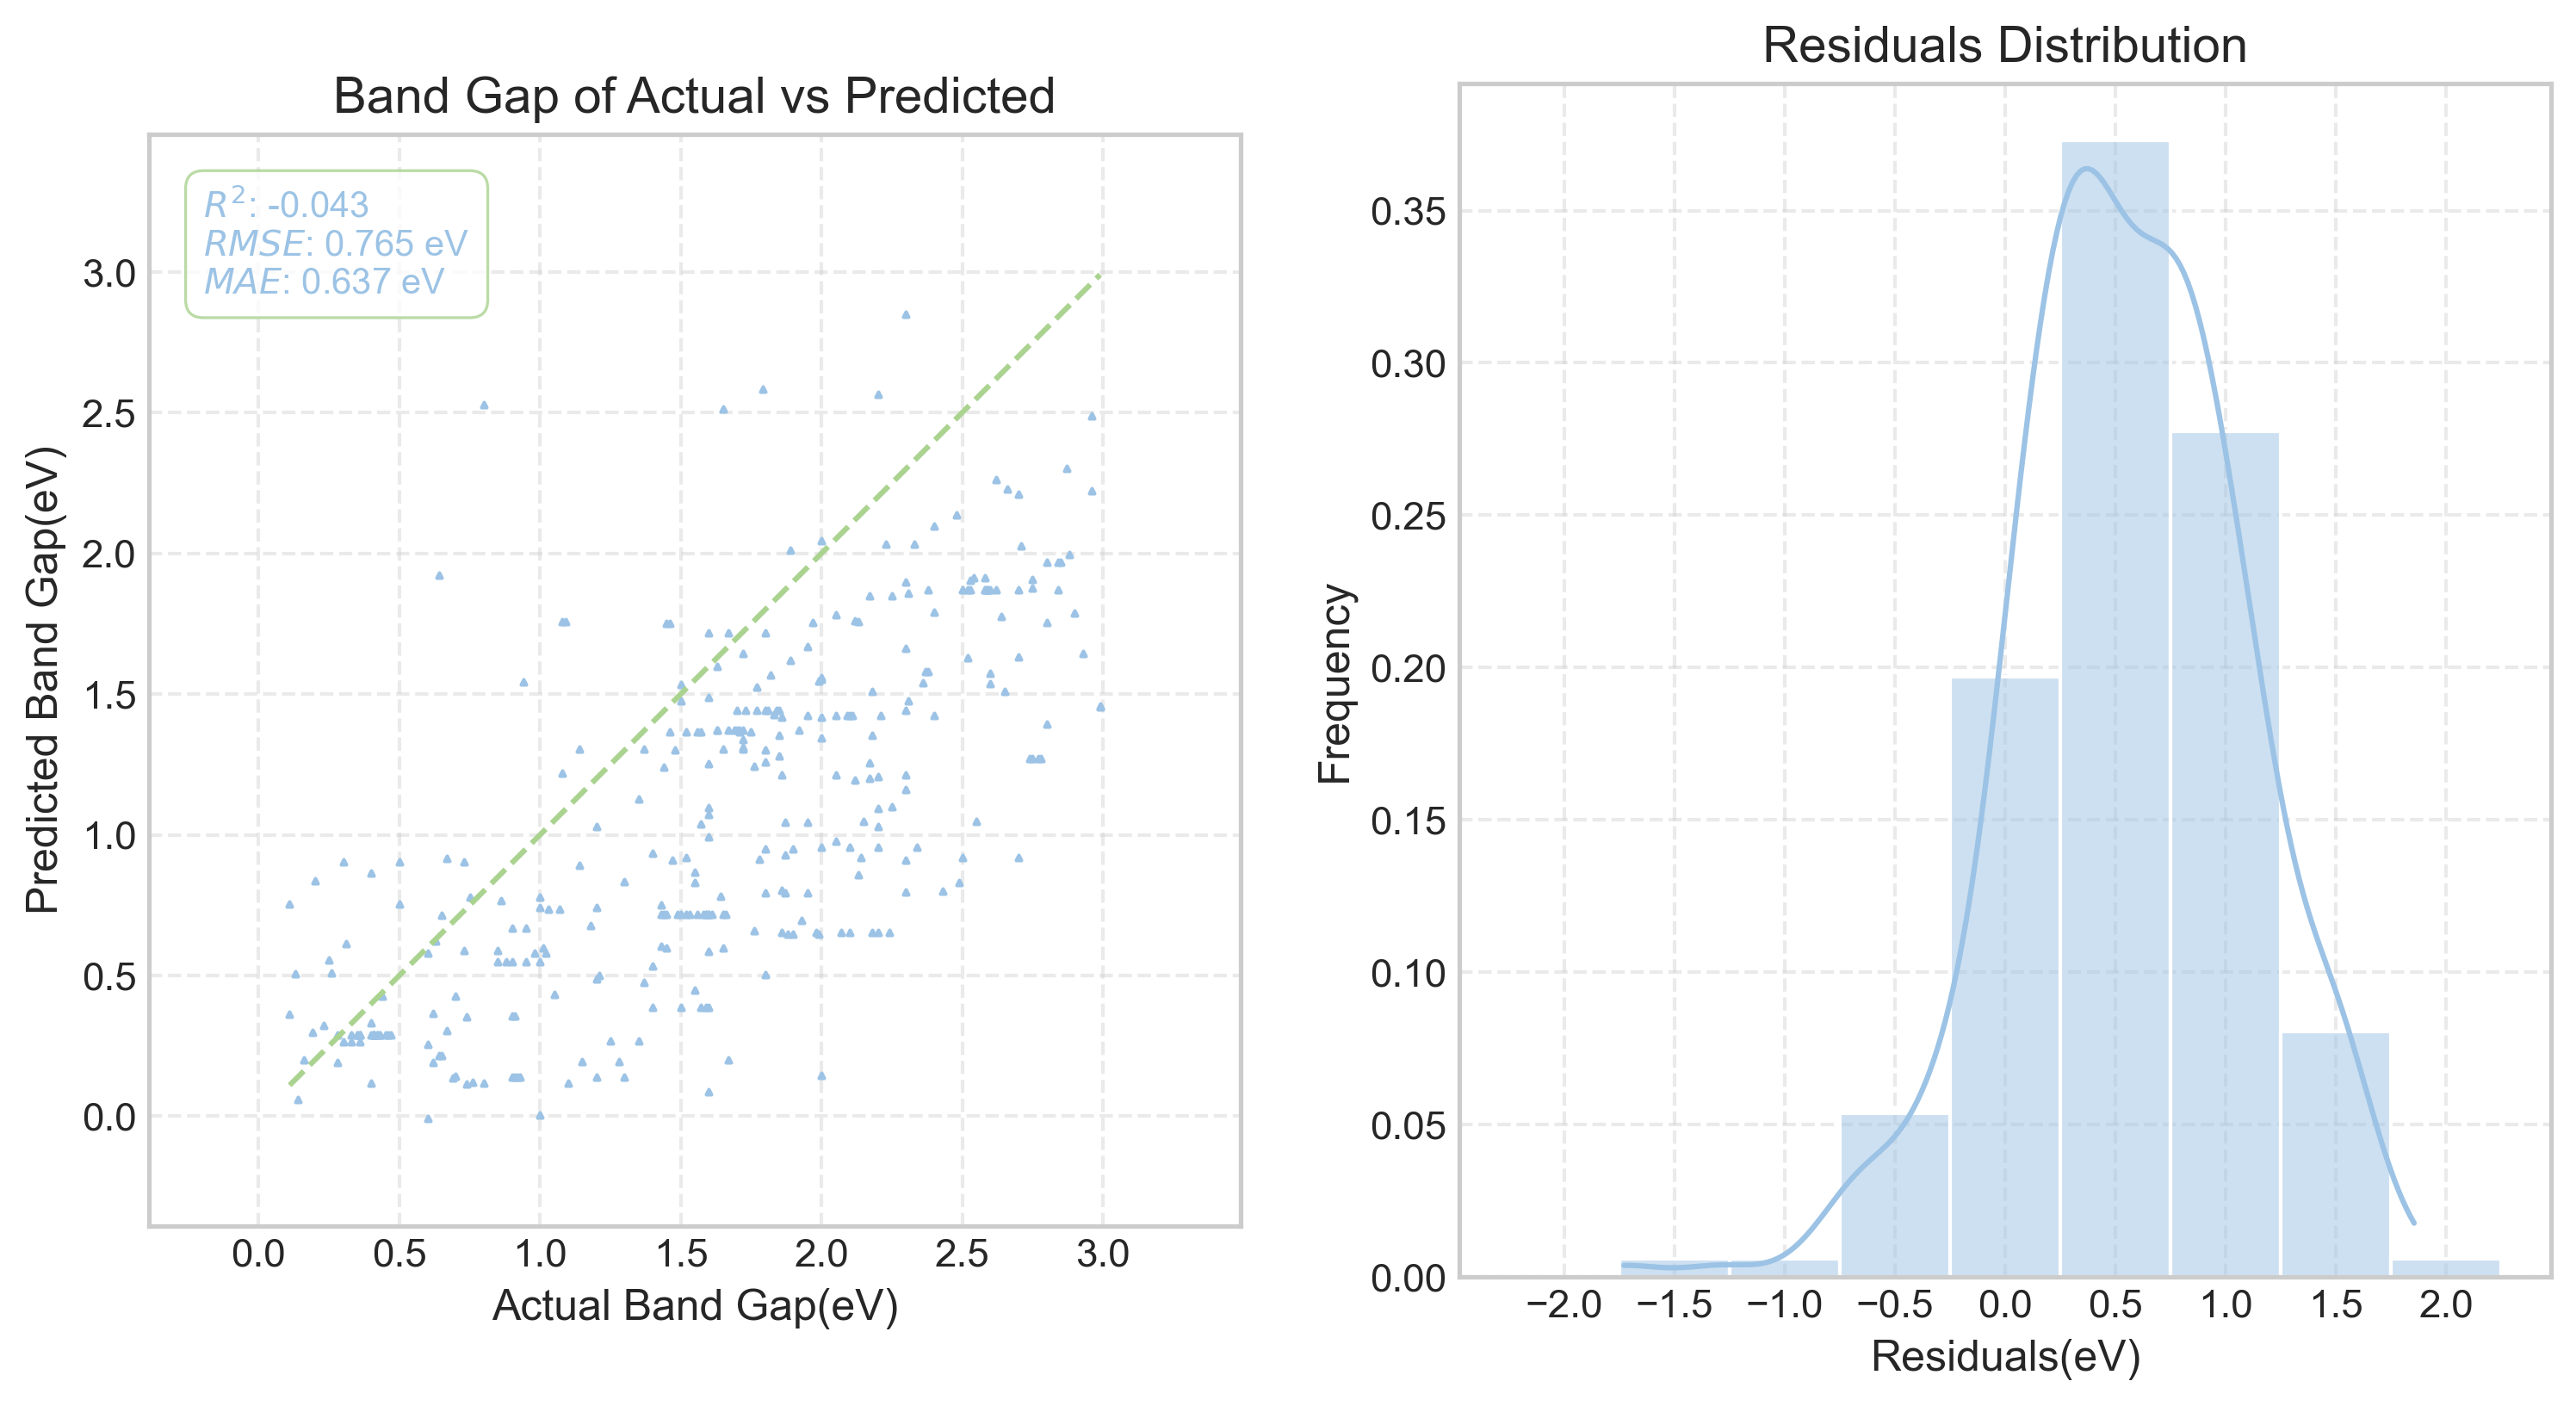 Band Gap of Actual vs Predicted
R²: -0.043
RMSE: 0.765 eV
MAE: 0.637 eV
Predicted Band Gap(eV)
3.0
2.5
2.0
1.5
1.0
0.5
0.0
0.0 0.5 1.0 1.5 2.0 2.5 3.0
Actual Band Gap(eV)
Residuals Distribution
Frequency
0.35
0.30
0.25
0.20
0.15
0.10
0.05
0.00
−2.0 −1.5 −1.0 −0.5 0.0 0.5 1.0 1.5 2.0
Residuals(eV)